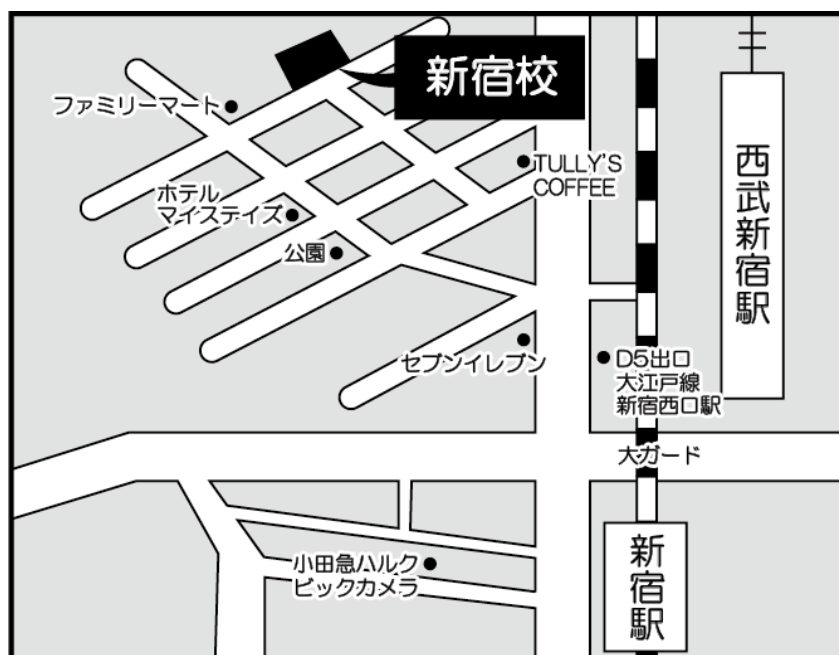 新宿校
ファミリーマート
TULLY'S
COFFEE
西武新宿駅
ホテル
マイステイズ
公園
セブンイレブン
D5出口
大江戸線
新宿西口駅
大ガード
小田急ハルク
ビックカメラ
新宿駅